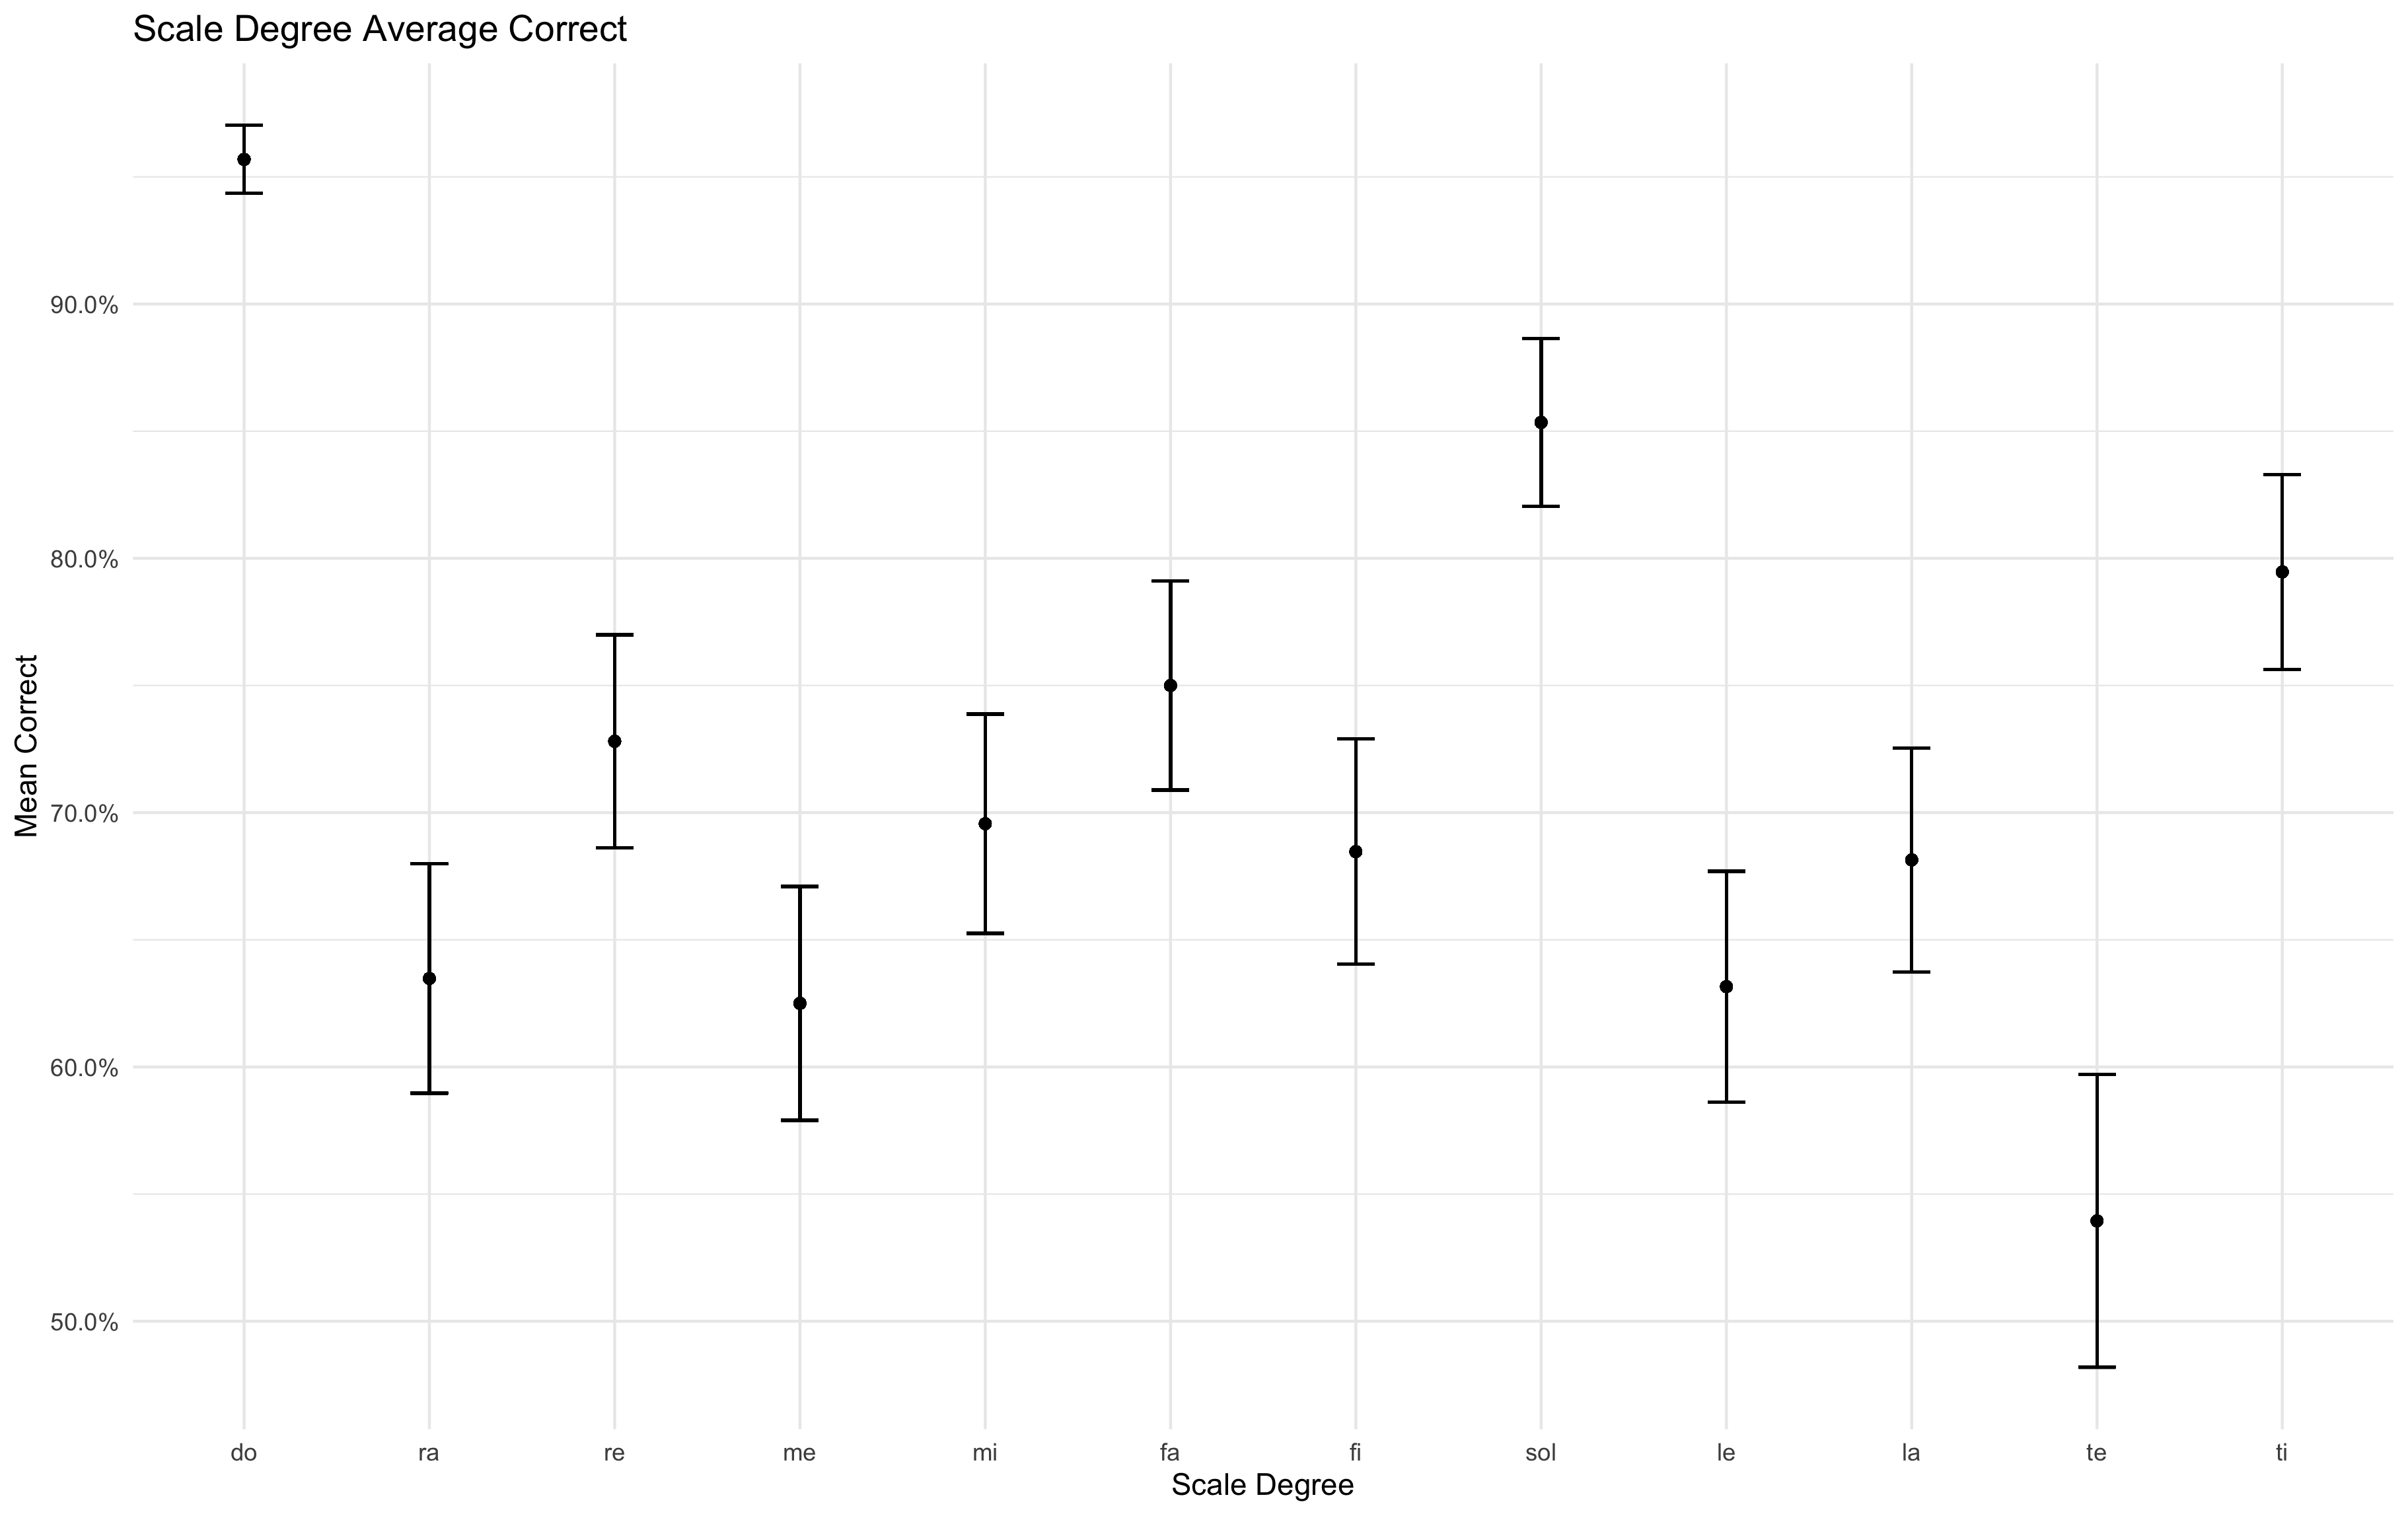 Scale Degree Average Correct
Mean Correct
90.0%
80.0%
70.0%
60.0%
50.0%
do ra re me mi fa fi sol le la te ti
Scale Degree